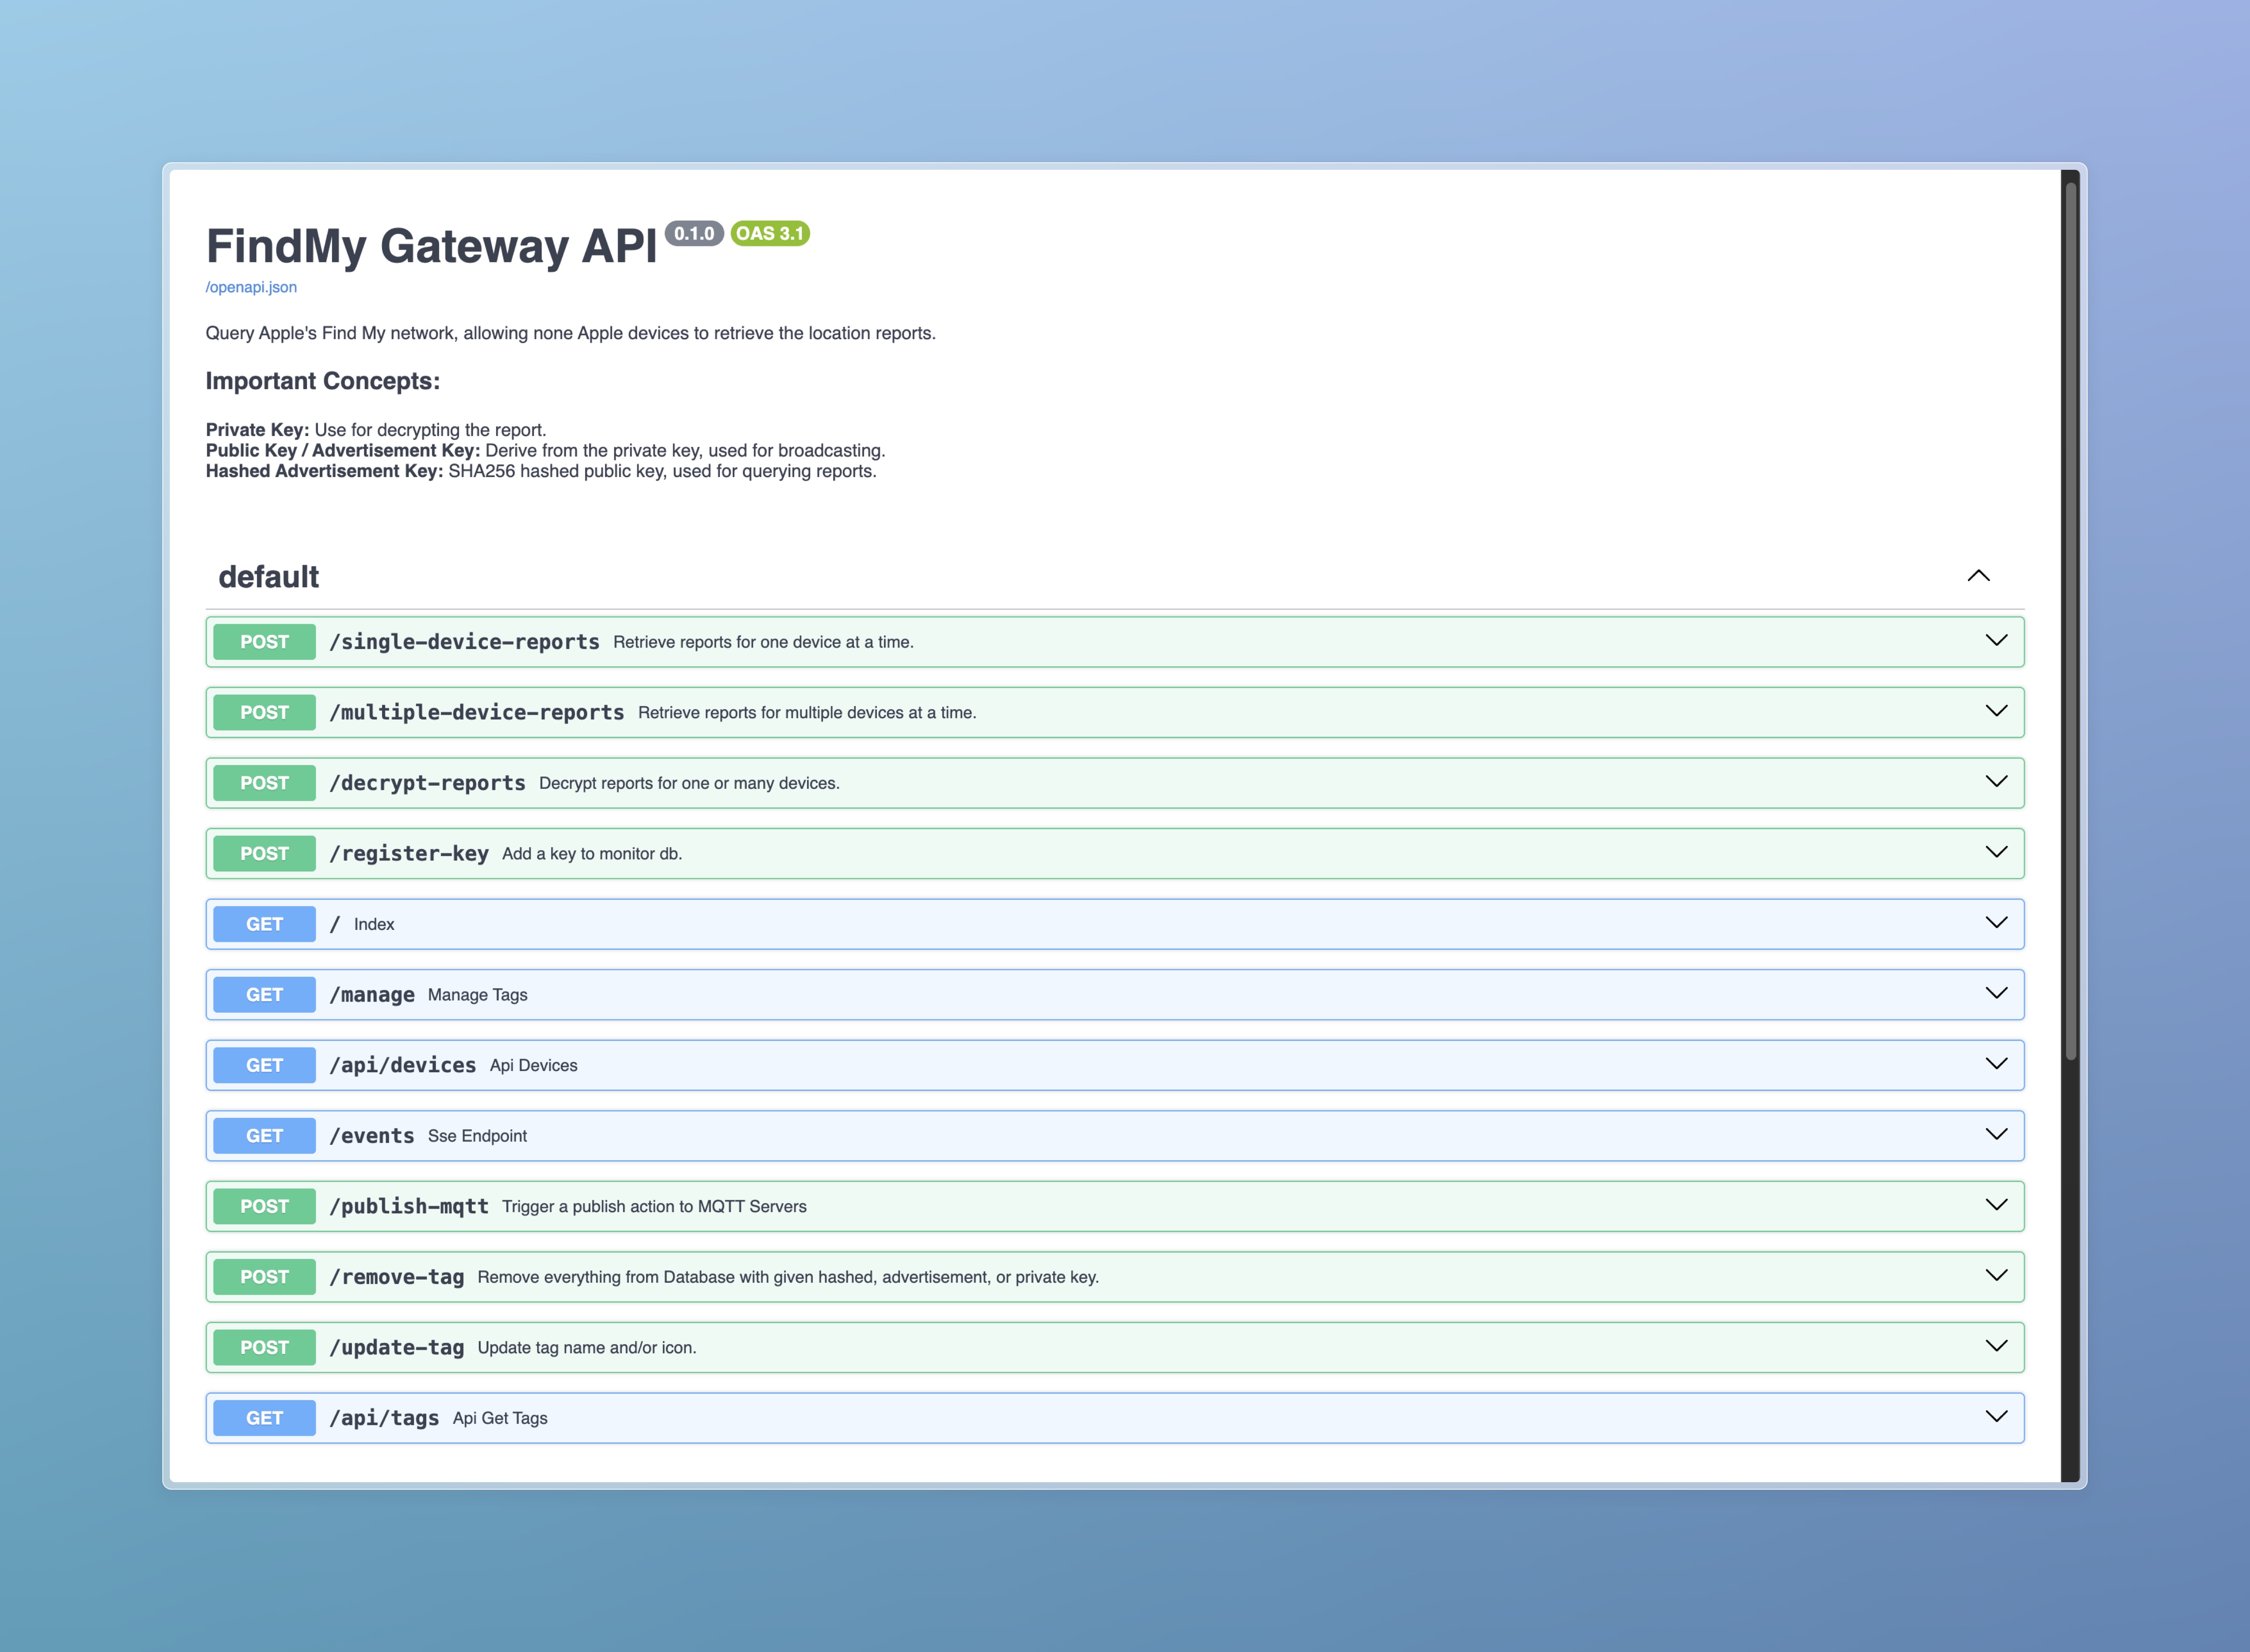 FindMy Gateway API 0.1.0 OAS 3.1
/openapi.json
Query Apple's Find My network, allowing none Apple devices to retrieve the location reports.
Important Concepts:
Private Key: Use for decrypting the report.
Public Key / Advertisement Key: Derive from the private key, used for broadcasting.
Hashed Advertisement Key: SHA256 hashed public key, used for querying reports.
default
POST /single-device-reports Retrieve reports for one device at a time.
POST /multiple-device-reports Retrieve reports for multiple devices at a time.
POST /decrypt-reports Decrypt reports for one or many devices.
POST /register-key Add a key to monitor db.
GET / Index
GET /manage Manage Tags
GET /api/devices Api Devices
GET /events Sse Endpoint
POST /publish-mqtt Trigger a publish action to MQTT Servers
POST /remove-tag Remove everything from Database with given hashed, advertisement, or private key.
POST /update-tag Update tag name and/or icon.
GET /api/tags Api Get Tags